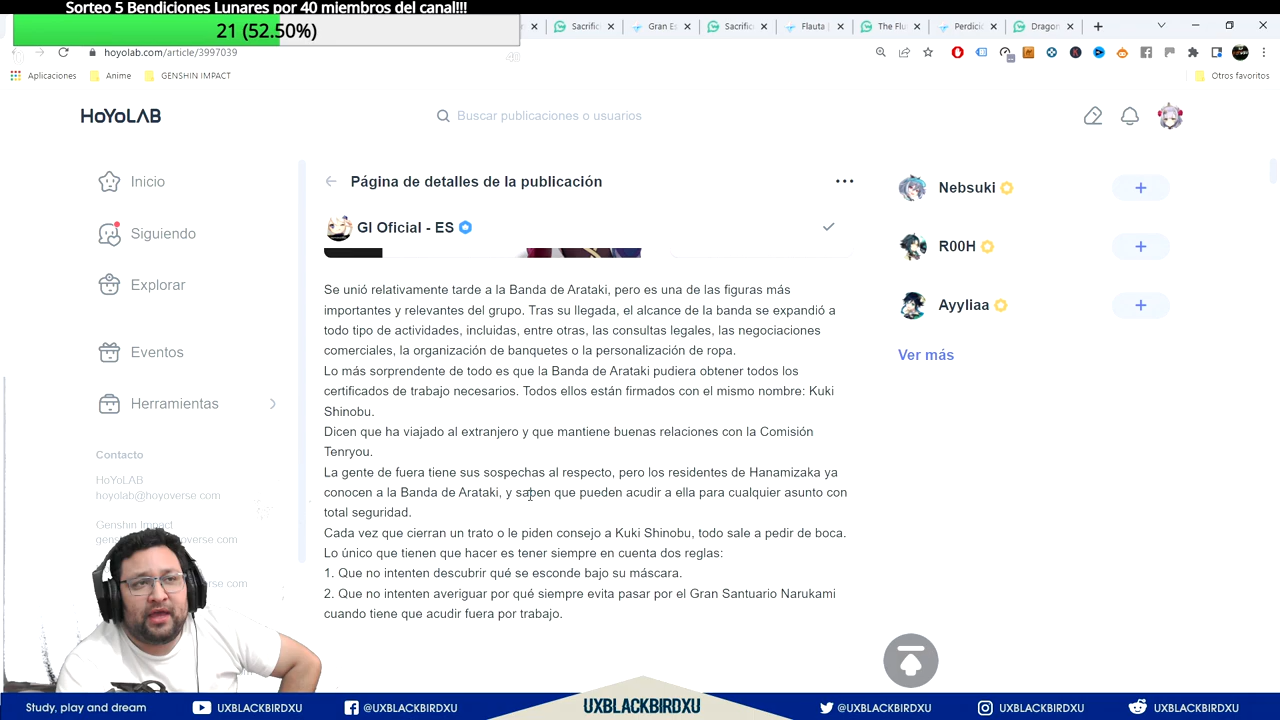 Sorteo 5 Bendiciones Lunares por 40 miembros del canal!!!
21 (52.50%)
Sacrific
Gran Es
Sacrific
Flauta |
The Flu
Perdicio
Dragon
hoyolab.com/article/3997039
Aplicaciones
Anime
GENSHIN IMPACT
Otros favoritos
HoYoLAB
Buscar publicaciones o usuarios
Inicio
Siguiendo
Explorar
Eventos
Herramientas
Contacto
HoYoLAB
hoyolab@hoyoverse.com
Genshin Impact
Página de detalles de la publicación
GI Oficial - ES
Se unió relativamente tarde a la Banda de Arataki, pero es una de las figuras más
importantes y relevantes del grupo. Tras su llegada, el alcance de la banda se expandió a
todo tipo de actividades, incluidas, entre otras, las consultas legales, las negociaciones
comerciales, la organización de banquetes o la personalización de ropa.
Lo más sorprendente de todo es que la Banda de Arataki pudiera obtener todos los
certificados de trabajo necesarios. Todos ellos están firmados con el mismo nombre: Kuki
Shinobu.
Dicen que ha viajado al extranjero y que mantiene buenas relaciones con la Comisión
Tenryou.
La gente de fuera tiene sus sospechas al respecto, pero los residentes de Hanamizaka ya
conocen a la Banda de Arataki, y saben que pueden acudir a ella para cualquier asunto con
total seguridad.
Cada vez que cierran un trato o le piden consejo a Kuki Shinobu, todo sale a pedir de boca.
Lo único que tienen que hacer es tener siempre en cuenta dos reglas:
1. Que no intenten descubrir qué se esconde bajo su máscara.
2. Que no intenten averiguar por qué siempre evita pasar por el Gran Santuario Narukami
cuando tiene que acudir fuera por trabajo.
Nebsuki
R00H
Ayyliaa
Ver más
Study, play and dream
UXBLACKBIRDXU
@UXBLACKBIRDXU
UXBLACKBIRDXU
@UXBLACKBIRDXU
UXBLACKBIRDXU
UXBLACKBIRDXU